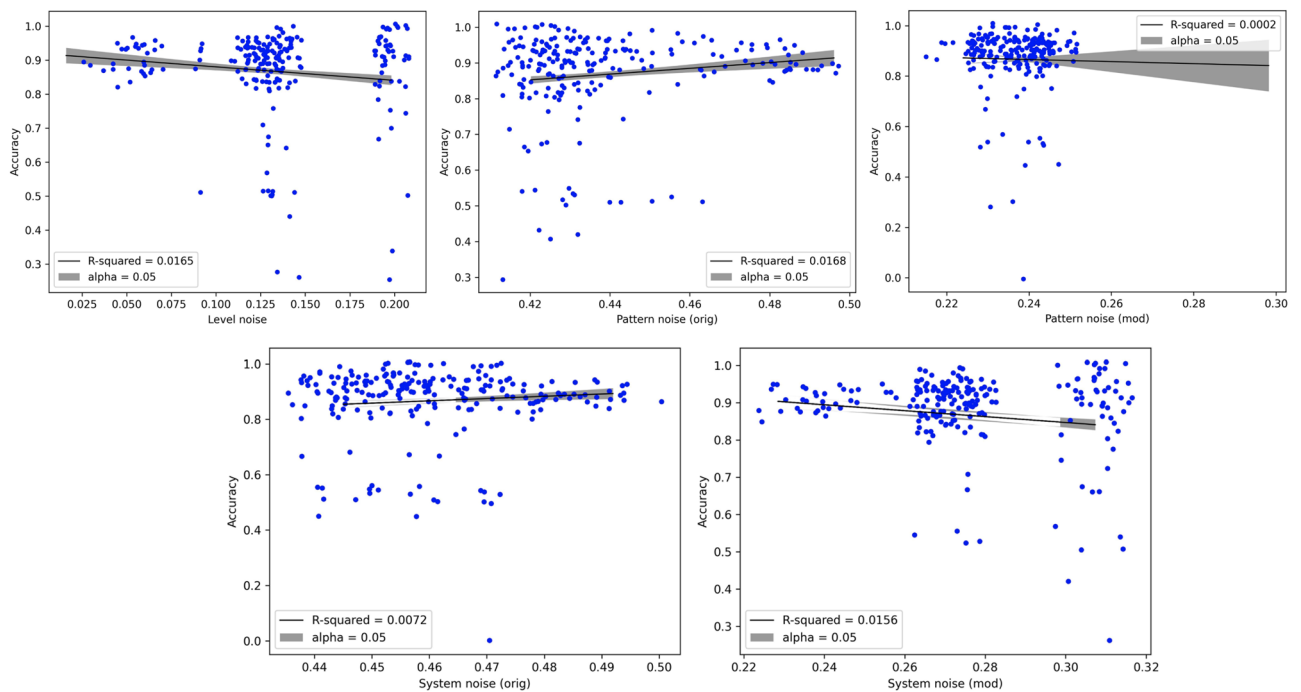 1.0
0.9
0.8
0.7
0.6
0.5
0.4
0.3
Accuracy
R-squared = 0.0165
alpha = 0.05
0.025 0.050 0.075 0.100 0.125 0.150 0.175 0.200
Level noise
1.0
0.9
0.8
0.7
0.6
0.5
0.4
0.3
Accuracy
R-squared = 0.0168
alpha = 0.05
0.42 0.44 0.46 0.48 0.50
Pattern noise (orig)
1.0
0.8
0.6
0.4
0.2
0.0
Accuracy
R-squared = 0.0002
alpha = 0.05
0.22 0.24 0.26 0.28 0.30
Pattern noise (mod)
1.0
0.8
0.6
0.4
0.2
0.0
Accuracy
R-squared = 0.0072
alpha = 0.05
0.44 0.45 0.46 0.47 0.48 0.49 0.50
System noise (orig)
1.0
0.9
0.8
0.7
0.6
0.5
0.4
0.3
Accuracy
R-squared = 0.0156
alpha = 0.05
0.22 0.24 0.26 0.28 0.30 0.32
System noise (mod)